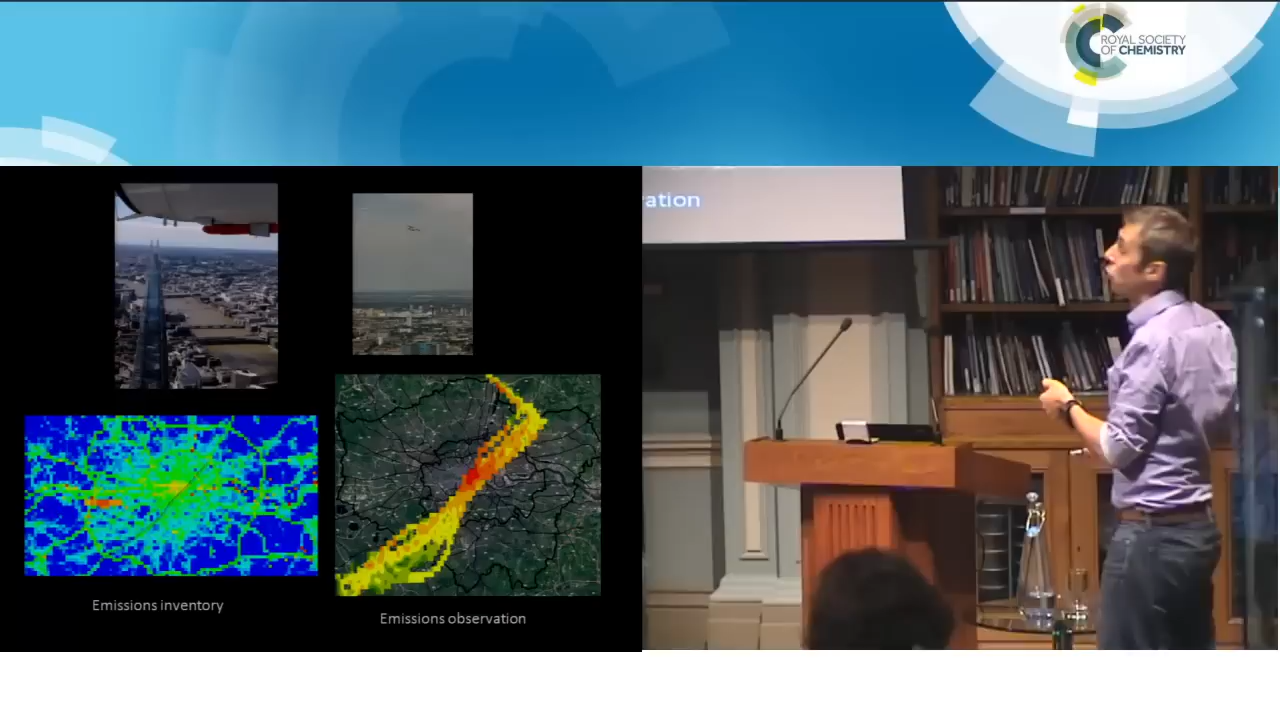 ROYAL SOCIETY
OF CHEMISTRY
ation
Emissions inventory
Emissions observation